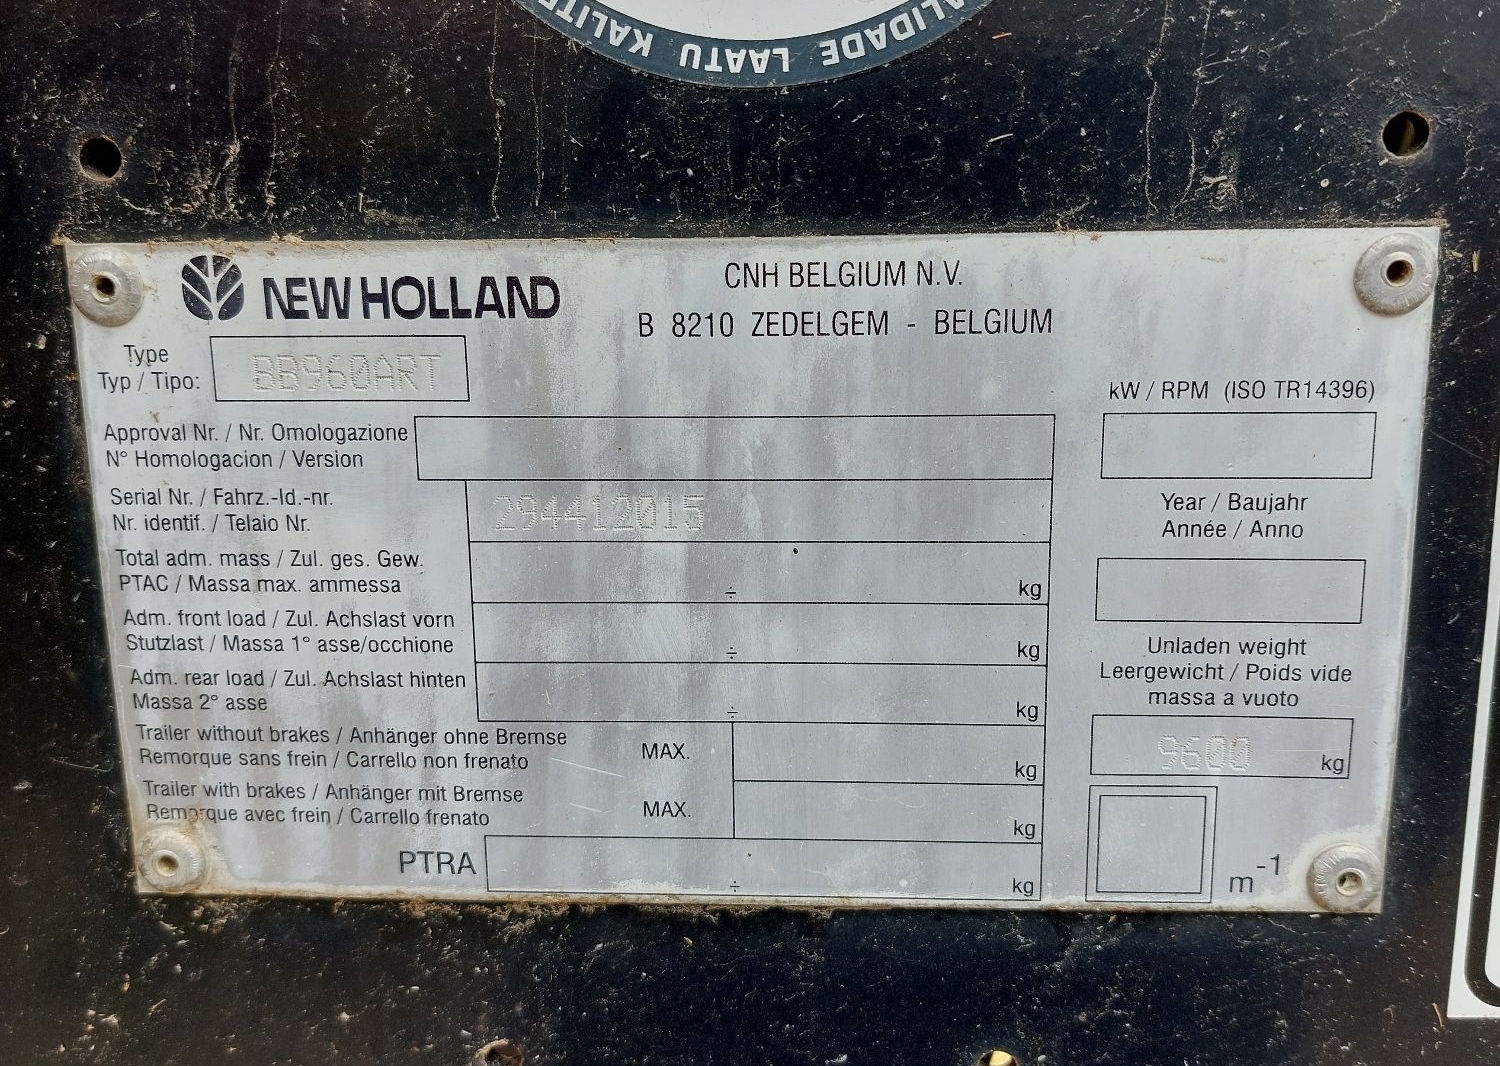 ALIDADE LAATU KALITE
NEW HOLLAND
CNH BELGIUM N.V.
B 8210 ZEDELGEM - BELGIUM
Type
Typ / Tipo:
BB960ART
kW / RPM (ISO TR14396)
Approval Nr. / Nr. Omologazione
N° Homologacion / Version
Serial Nr. / Fahrz.-Id.-nr.
Nr. identif. / Telaio Nr.
294412015
Year / Baujahr
Année / Anno
Total adm. mass / Zul. ges. Gew.
PTAC / Massa max. ammessa
÷ kg
Adm. front load / Zul. Achslast vorn
Stutzlast / Massa 1° asse/occhione
÷ kg
Unladen weight
Leergewicht / Poids vide
massa a vuoto
9600 kg
Adm. rear load / Zul. Achslast hinten
Massa 2° asse
÷ kg
Trailer without brakes / Anhänger ohne Bremse
Remorque sans frein / Carrello non frenato
MAX. kg
Trailer with brakes / Anhänger mit Bremse
Remorque avec frein / Carrello frenato
MAX. kg
PTRA ÷ kg
m-1